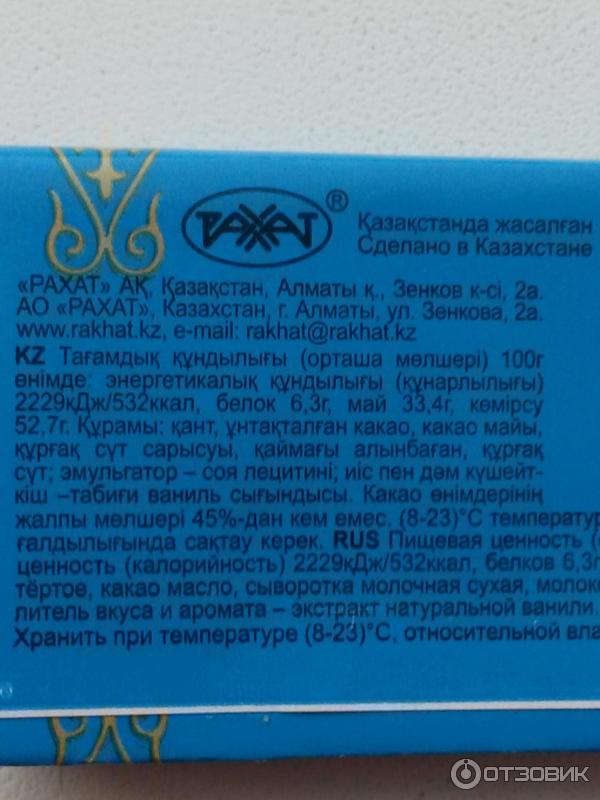 РАХАТ®
Қазақстанда жасалған
Сделано в Казахстане
«РАХАТ» АҚ, Қазақстан, Алматы қ., Зенков к-сі, 2а.
АО «РАХАТ», Казахстан, г. Алматы, ул. Зенкова, 2а.
www.rakhat.kz, e-mail: rakhat@rakhat.kz
KZ Тағамдық құндылығы (орташа мөлшері) 100г
өнімде: энергетикалық құндылығы (құнарлылығы)
2229кДж/532ккал, белок 6,3г, май 33,4г, көмірсу
52,7г. Құрамы: қант, ұнтақталған какао, какао майы,
құрғақ сүт сарысуы, қаймағы алынбаған, құрғақ
сүт; эмульгатор – соя лецитині; иіс пен дәм күшейт-
кіш –табиғи ваниль сығындысы. Какао өнімдерінің
жалпы мөлшері 45%-дан кем емес. (8-23)°С температур
ғалдылығында сақтау керек. RUS Пищевая ценность (
ценность (калорийность) 2229кДж/532ккал, белков 6,3г
тёртое, какао масло, сыворотка молочная сухая, молоко
литель вкуса и аромата – экстракт натуральной ванили.
Хранить при температуре (8-23)°С, относительной вла
ОТЗОВИК